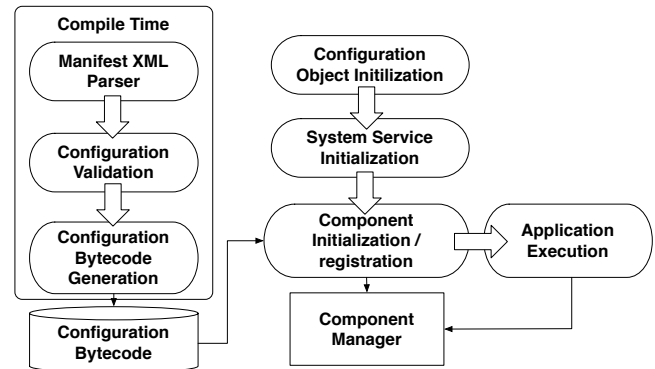 Compile Time
Manifest XML
Parser
Configuration
Validation
Configuration
Bytecode
Generation
Configuration
Bytecode
Configuration
Object Initilization
System Service
Initialization
Component
Initialization /
registration
Application
Execution
Component
Manager